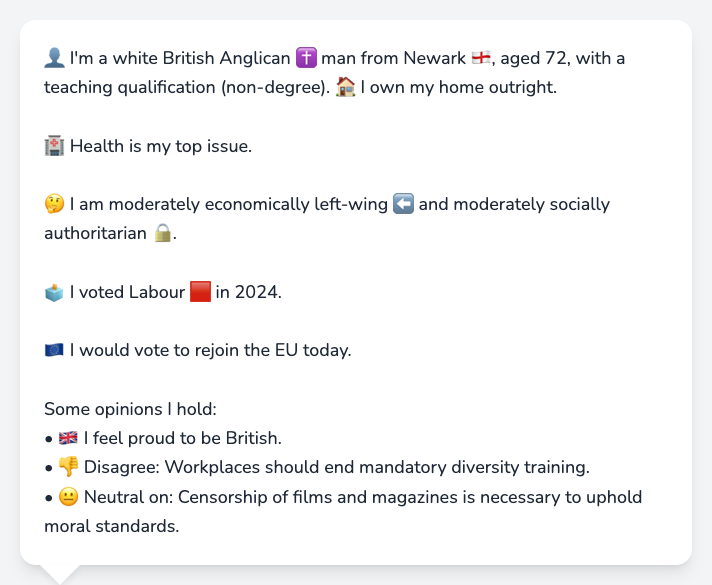 👤 I'm a white British Anglican ✝️ man from Newark 🏴󠁧󠁢󠁥󠁮󠁧󠁿, aged 72, with a
teaching qualification (non-degree). 🏠 I own my home outright.
🏥 Health is my top issue.
🤔 I am moderately economically left-wing ⬅️ and moderately socially
authoritarian 🔒.
🗳️ I voted Labour 🟥 in 2024.
🇪🇺 I would vote to rejoin the EU today.
Some opinions I hold:
• 🇬🇧 I feel proud to be British.
• 👎 Disagree: Workplaces should end mandatory diversity training.
• 😐 Neutral on: Censorship of films and magazines is necessary to uphold
moral standards.